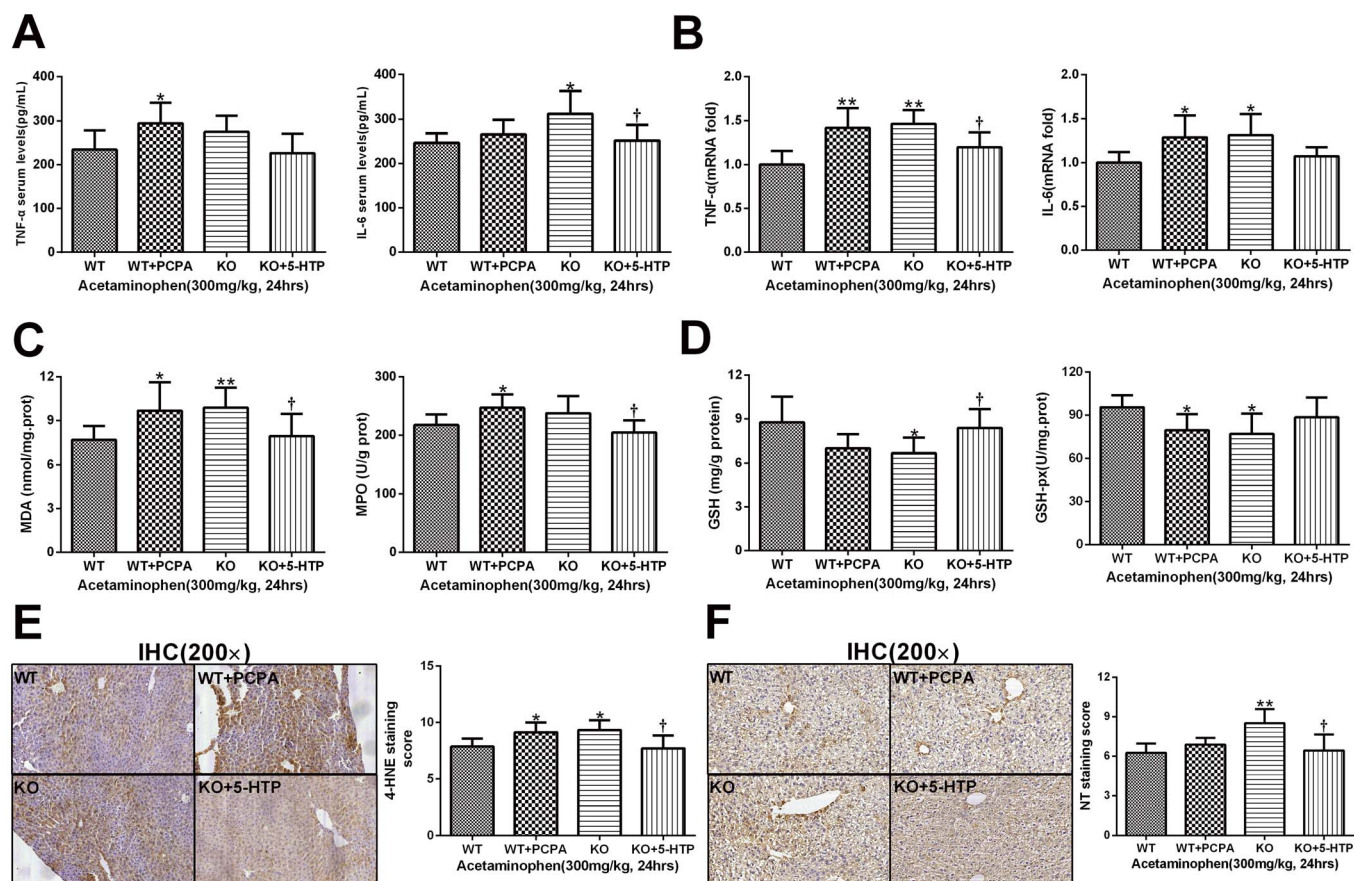 A
TNF-α serum levels(pg/mL)
400
300
200
100
0
*
WT WT+PCPA KO KO+5-HTP
Acetaminophen(300mg/kg, 24hrs)
IL-6 serum levels(pg/mL)
400
300
200
100
0
*
†
WT WT+PCPA KO KO+5-HTP
Acetaminophen(300mg/kg, 24hrs)
B
TNF-α(mRNA fold)
2.0
1.5
1.0
0.5
0.0
** ** †
WT WT+PCPA KO KO+5-HTP
Acetaminophen(300mg/kg, 24hrs)
IL-6(mRNA fold)
2.0
1.5
1.0
0.5
0.0
* *
WT WT+PCPA KO KO+5-HTP
Acetaminophen(300mg/kg, 24hrs)
C
MDA (nmol/mg.prot)
12
9
6
3
0
* ** †
WT WT+PCPA KO KO+5-HTP
Acetaminophen(300mg/kg, 24hrs)
MPO (U/g prot)
300
200
100
0
* †
WT WT+PCPA KO KO+5-HTP
Acetaminophen(300mg/kg, 24hrs)
D
GSH (mg/g protein)
12
9
6
3
0
* †
WT WT+PCPA KO KO+5-HTP
Acetaminophen(300mg/kg, 24hrs)
GSH-px(U/mg.prot)
120
90
60
30
0
* *
WT WT+PCPA KO KO+5-HTP
Acetaminophen(300mg/kg, 24hrs)
E
IHC(200×)
WT WT+PCPA
KO KO+5-HTP
4-HNE staining
score
15
10
5
0
* * †
WT WT+PCPA KO KO+5-HTP
Acetaminophen(300mg/kg, 24hrs)
F
IHC(200×)
WT WT+PCPA
KO KO+5-HTP
NT staining score
12
9
6
3
0
** †
WT WT+PCPA KO KO+5-HTP
Acetaminophen(300mg/kg, 24hrs)